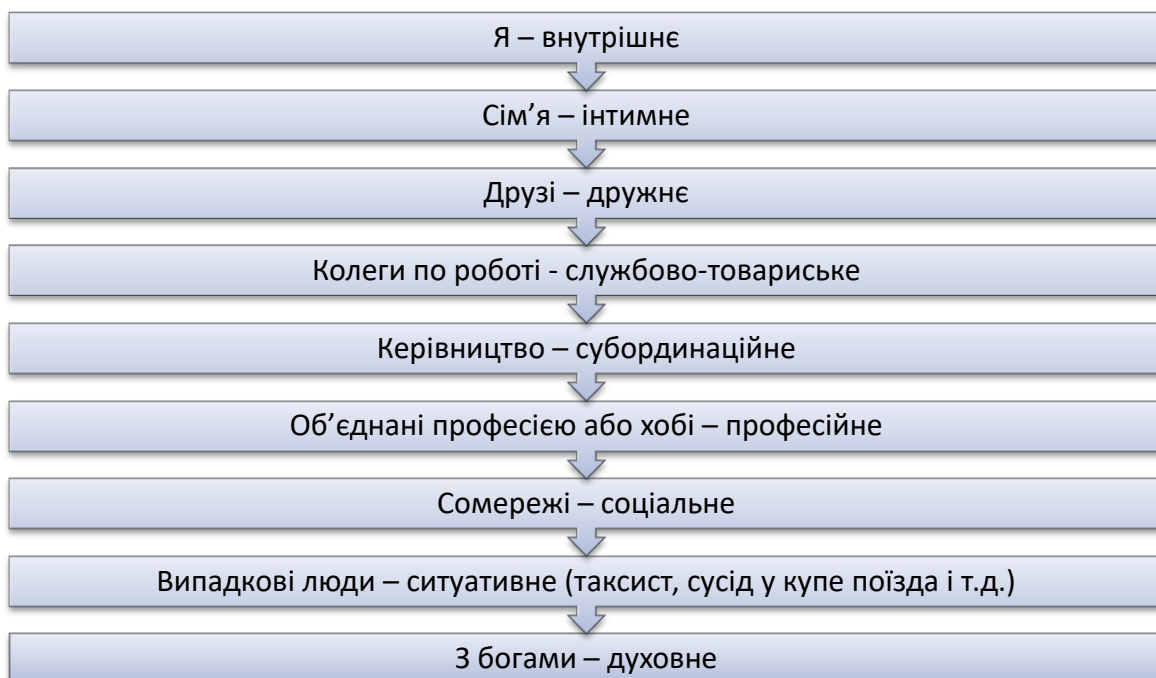 Я – внутрішнє
Сім’я – інтимне
Друзі – дружнє
Колеги по роботі - службово-товариське
Керівництво – субординаційне
Об’єднані професією або хобі – професійне
Сомережі – соціальне
Випадкові люди – ситуативне (таксист, сусід у купе поїзда і т.д.)
З богами – духовне